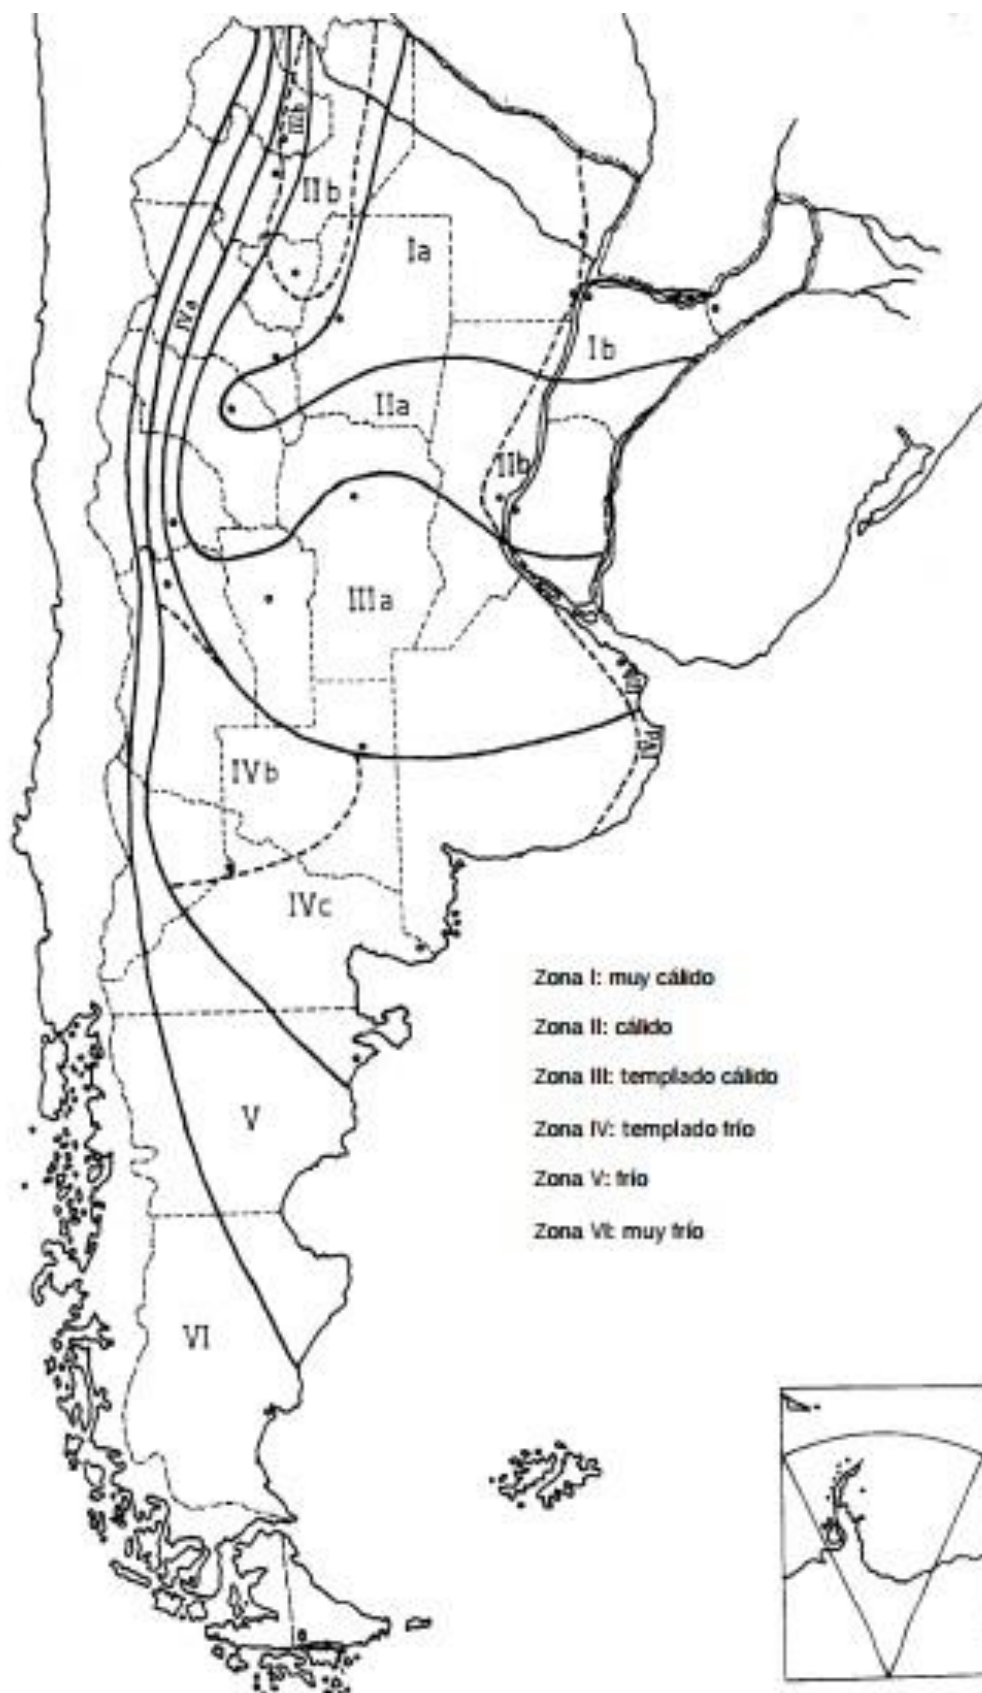 IIIb
IIb
Ia
IVa
Ib
IIa
IIb
IIIa
IVb
IVd
IVc
Zona I: muy cálido
Zona II: cálido
Zona III: templado cálido
Zona IV: templado frío
V
Zona V: frío
Zona VI: muy frío
VI